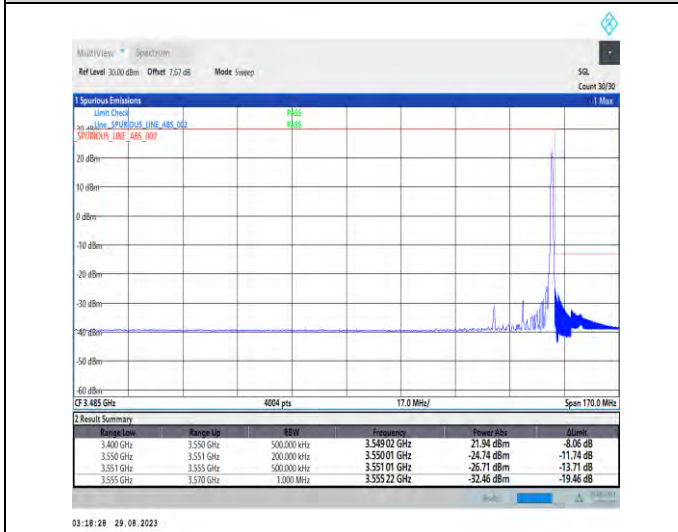 MultiView Spectrum
Ref Level 30.00 dBm Offset 7.67 dB Mode Sweep SGL
Count 30/30
1 Spurious Emissions 1 Max
Limit Check PASS
Line _SPURIOUS_LINE_ABS_002 PASS
_SPURIOUS_LINE_ABS_002
20 dBm
10 dBm
0 dBm
-10 dBm
-20 dBm
-30 dBm
-40 dBm
-50 dBm
-60 dBm
CF 3.485 GHz 4004 pts 17.0 MHz/ Span 170.0 MHz
2 Result Summary
Range Low Range Up RBW Frequency Power Abs ΔLimit
3.400 GHz 3.550 GHz 500.000 kHz 3.549 02 GHz 21.94 dBm -8.06 dB
3.550 GHz 3.551 GHz 200.000 kHz 3.550 01 GHz -24.74 dBm -11.74 dB
3.551 GHz 3.555 GHz 500.000 kHz 3.551 01 GHz -26.71 dBm -13.71 dB
3.555 GHz 3.570 GHz 1.000 MHz 3.555 22 GHz -32.46 dBm -19.46 dB
03:18:28 29.08.2023